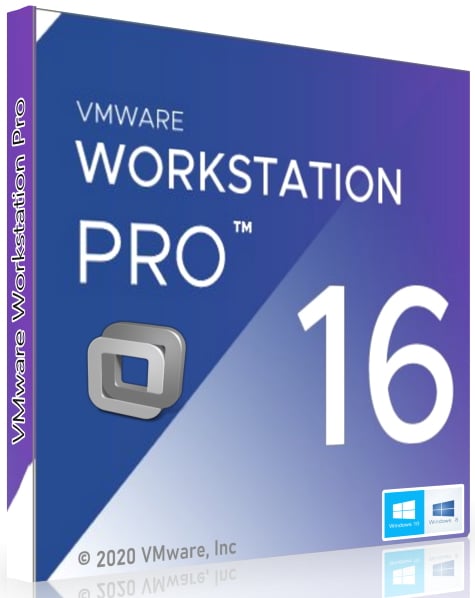 VMware Workstation Pro
VMWARE
WORKSTATION
PRO™
16
Windows 10
Windows 8
© 2020 VMware, Inc